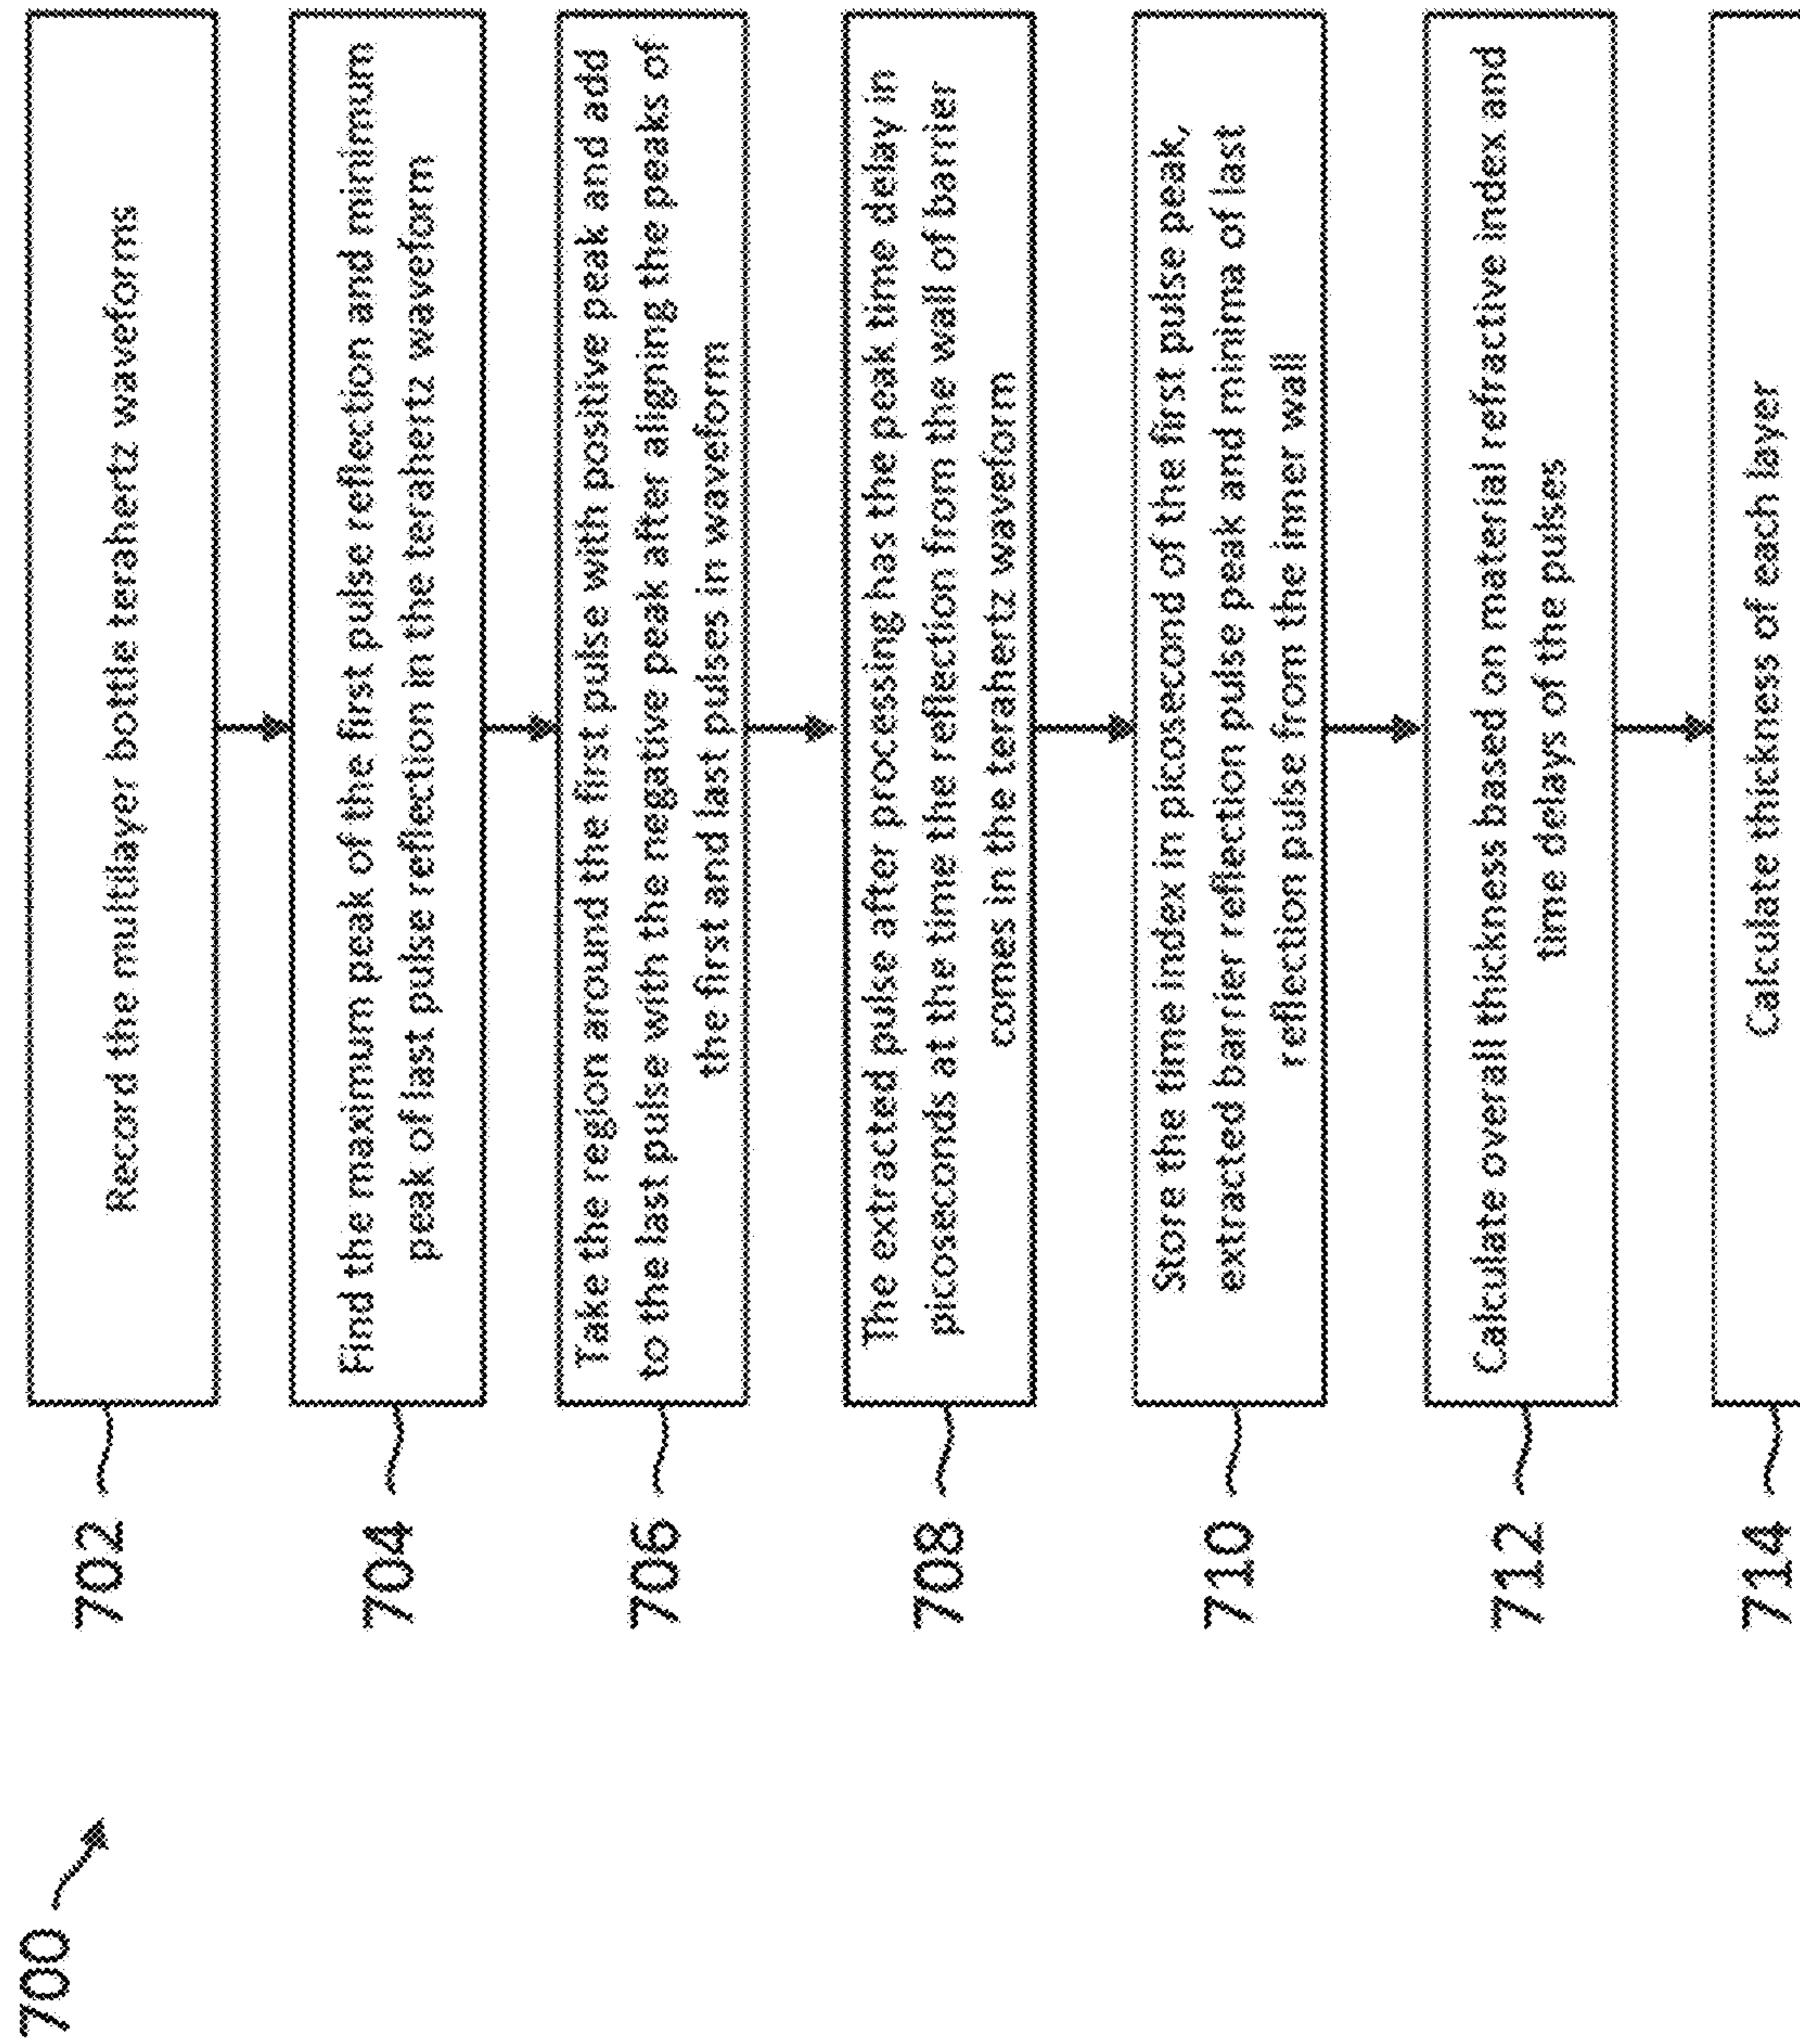 700
702
Record the multilayer bottle terahertz waveforms
704
Find the maximum peak of the first pulse reflection and minimum
peak of last pulse reflection in the terahertz waveform
706
Take the region around the first pulse with positive peak and add
to the last pulse with the negative peak after aligning the peaks of
the first and last pulses in waveform
708
The extracted pulse after processing has the peak time delay in
picoseconds at the time the reflection from the wall of barrier
comes in the terahertz waveform
710
Store the time index in picosecond of the first pulse peak,
extracted barrier reflection pulse peak and minima of last
reflection pulse from the inner wall
712
Calculate overall thickness based on material refractive index and
time delays of the pulses
714
Calculate thickness of each layer